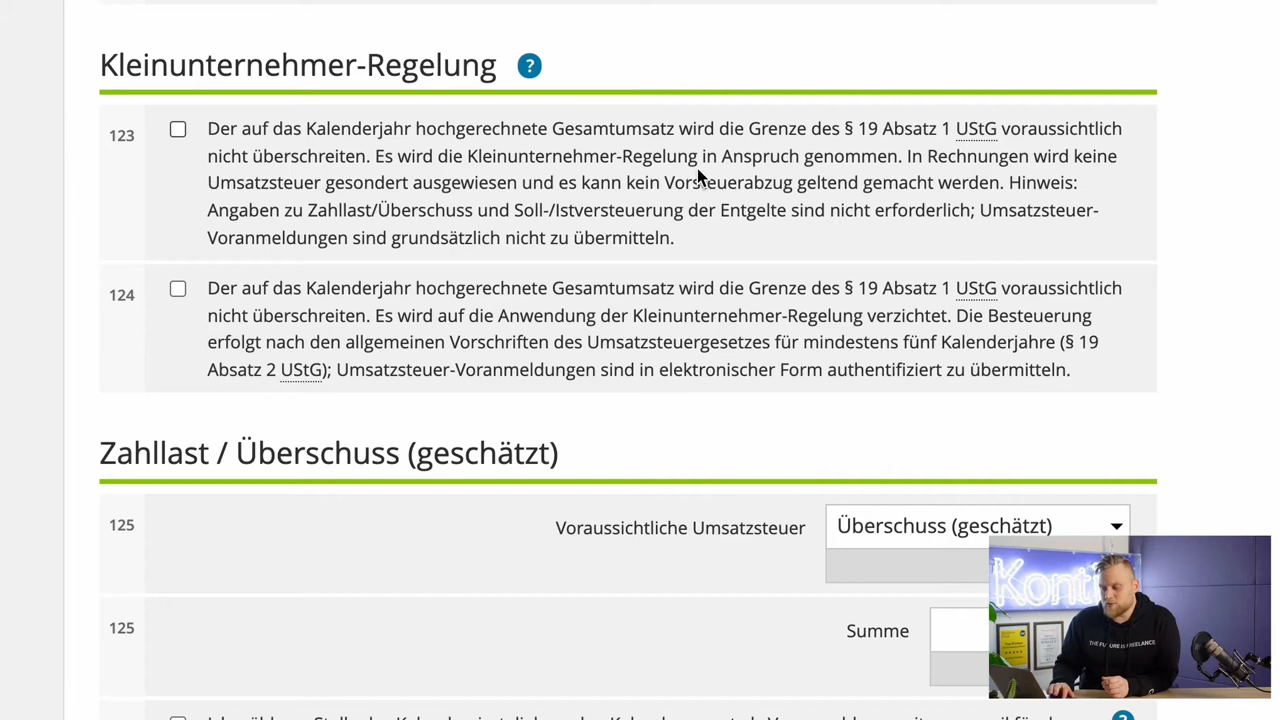 Kleinunternehmer-Regelung ?
123
Der auf das Kalenderjahr hochgerechnete Gesamtumsatz wird die Grenze des § 19 Absatz 1 UStG voraussichtlich
nicht überschreiten. Es wird die Kleinunternehmer-Regelung in Anspruch genommen. In Rechnungen wird keine
Umsatzsteuer gesondert ausgewiesen und es kann kein Vorsteuerabzug geltend gemacht werden. Hinweis:
Angaben zu Zahllast/Überschuss und Soll-/Istversteuerung der Entgelte sind nicht erforderlich; Umsatzsteuer-
Voranmeldungen sind grundsätzlich nicht zu übermitteln.
124
Der auf das Kalenderjahr hochgerechnete Gesamtumsatz wird die Grenze des § 19 Absatz 1 UStG voraussichtlich
nicht überschreiten. Es wird auf die Anwendung der Kleinunternehmer-Regelung verzichtet. Die Besteuerung
erfolgt nach den allgemeinen Vorschriften des Umsatzsteuergesetzes für mindestens fünf Kalenderjahre (§ 19
Absatz 2 UStG); Umsatzsteuer-Voranmeldungen sind in elektronischer Form authentifiziert zu übermitteln.
Zahllast / Überschuss (geschätzt)
125
Voraussichtliche Umsatzsteuer
Überschuss (geschätzt)
125
Summe
Konti
THE FUTURE IS FREELANCE